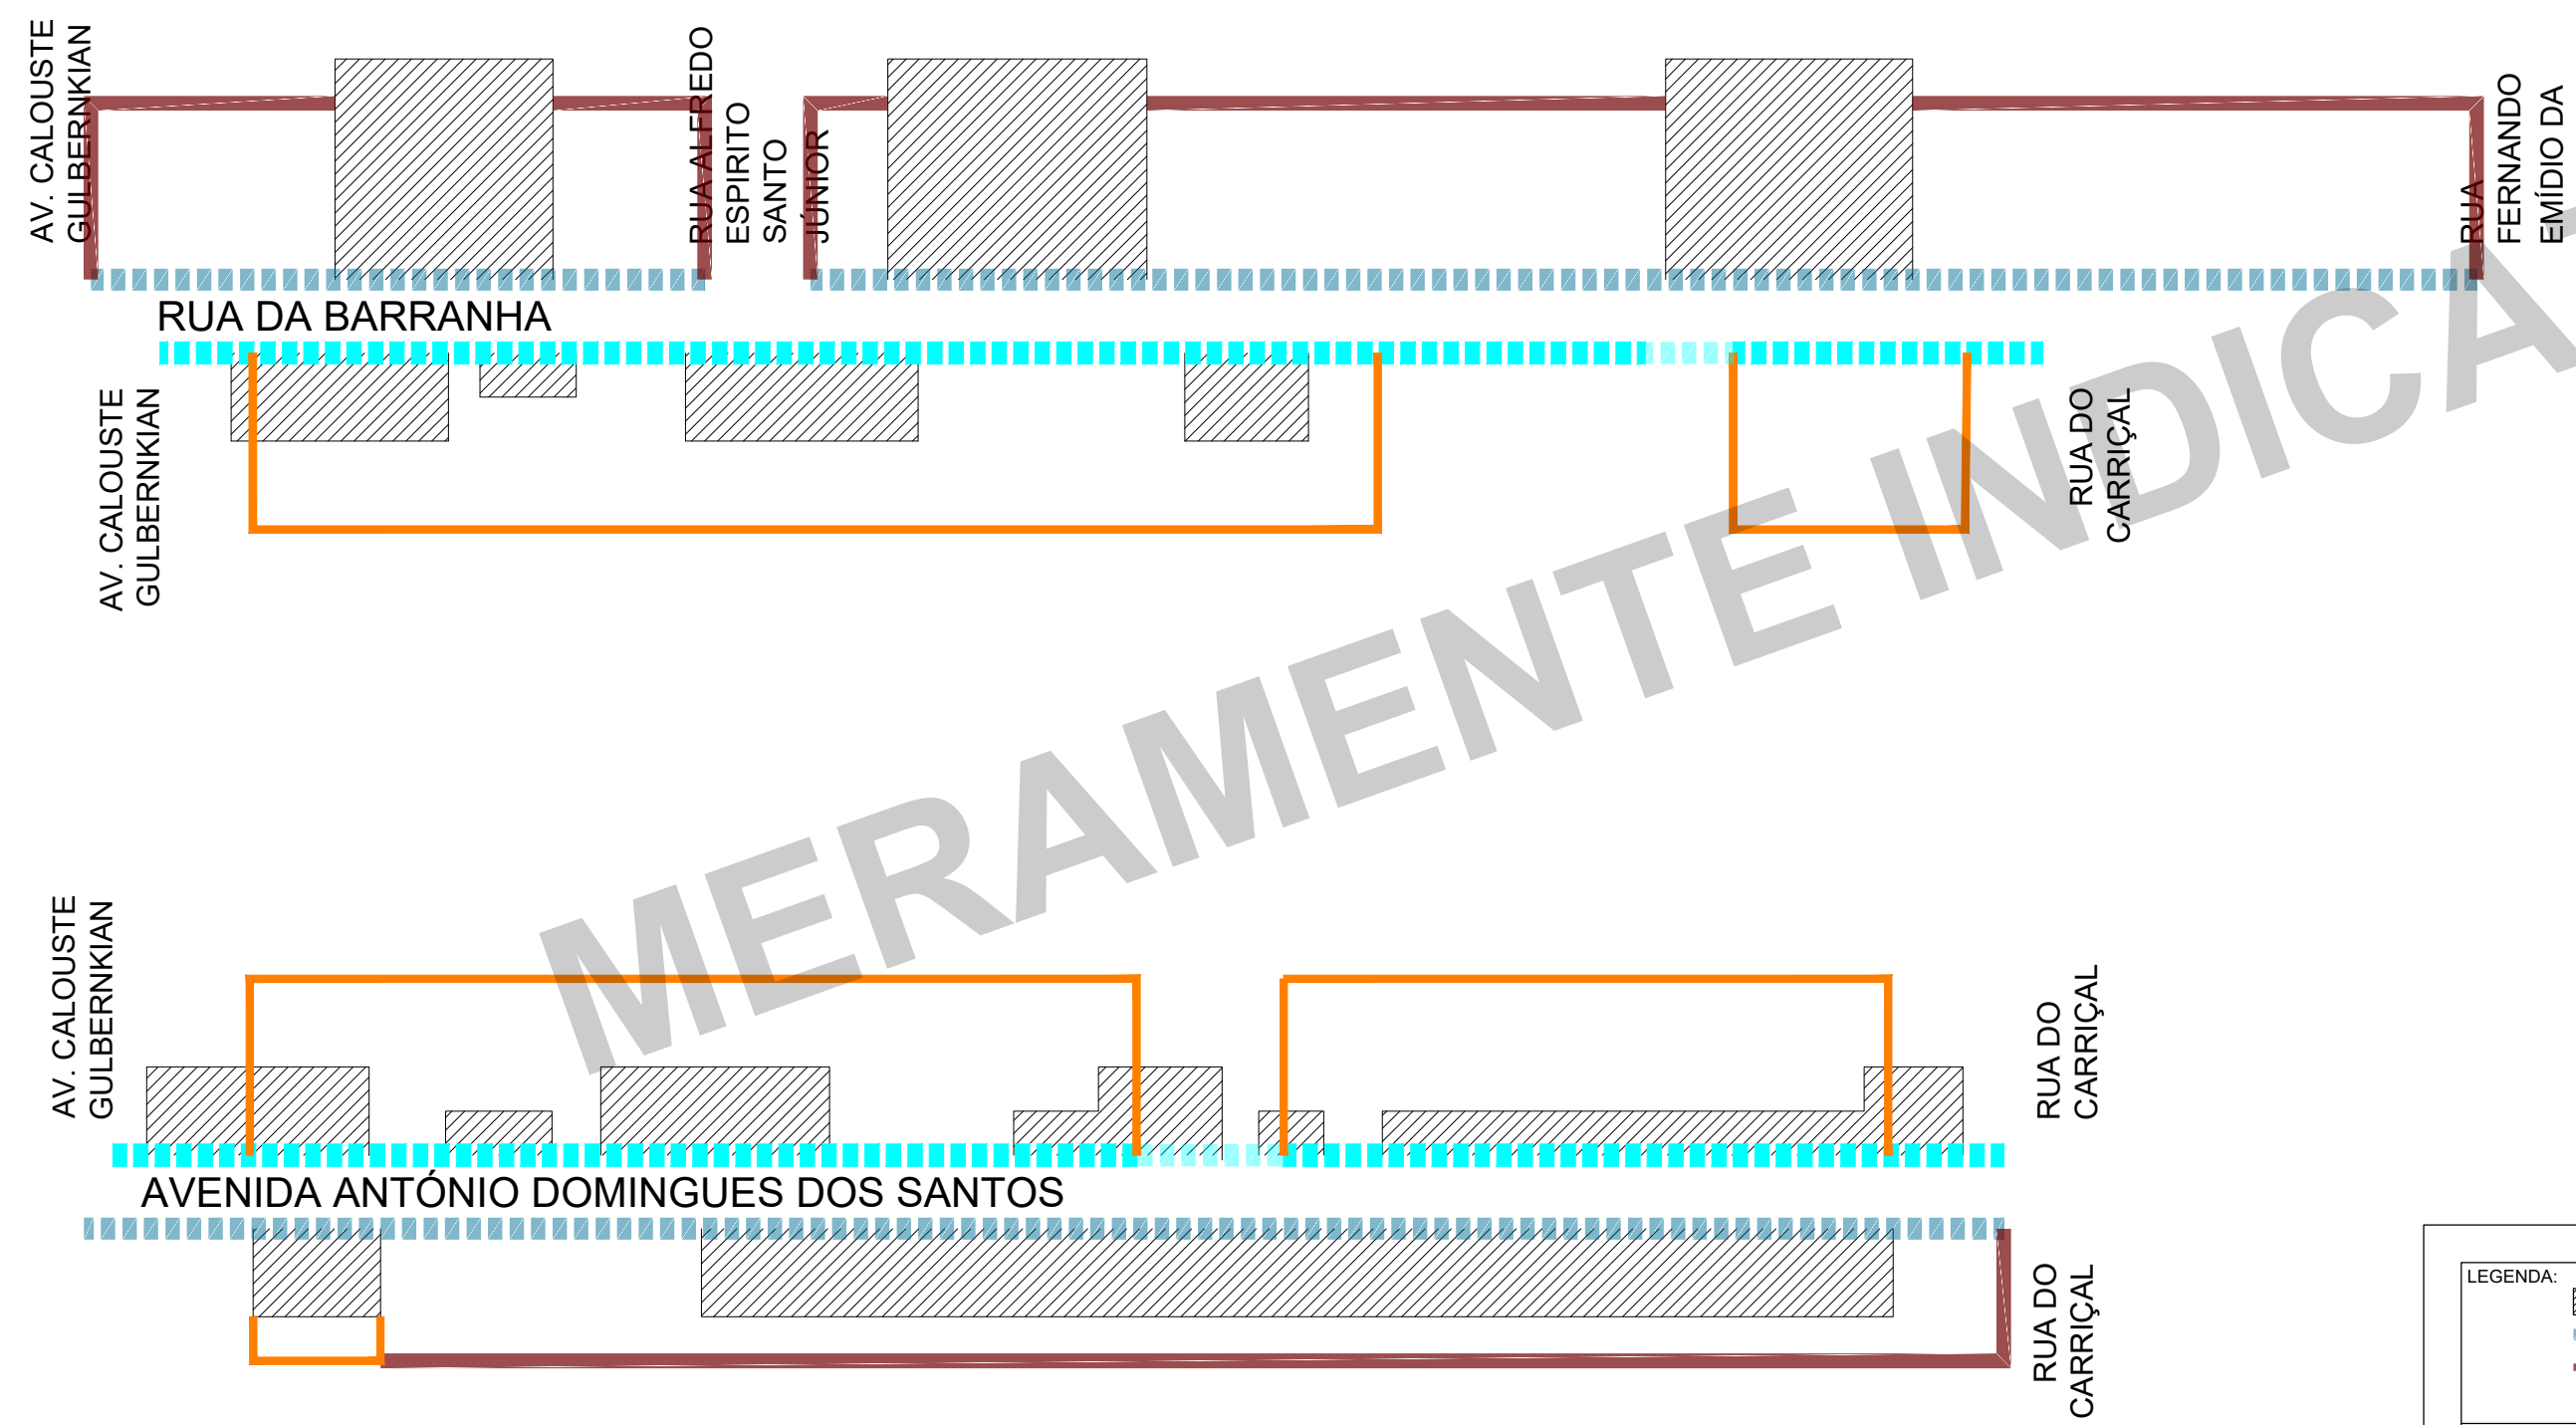 AV. CALOUSTE
GULBERNKIAN
RUA ALFREDO
ESPIRITO
SANTO
JÚNIOR
RUA
FERNANDO
EMÍDIO DA
RUA DA BARRANHA
AV. CALOUSTE
GULBERNKIAN
RUA DO
CARRIÇAL
MERAMENTE INDICA
AV. CALOUSTE
GULBERNKIAN
RUA DO
CARRIÇAL
AVENIDA ANTÓNIO DOMINGUES DOS SANTOS
RUA DO
CARRIÇAL
LEGENDA: